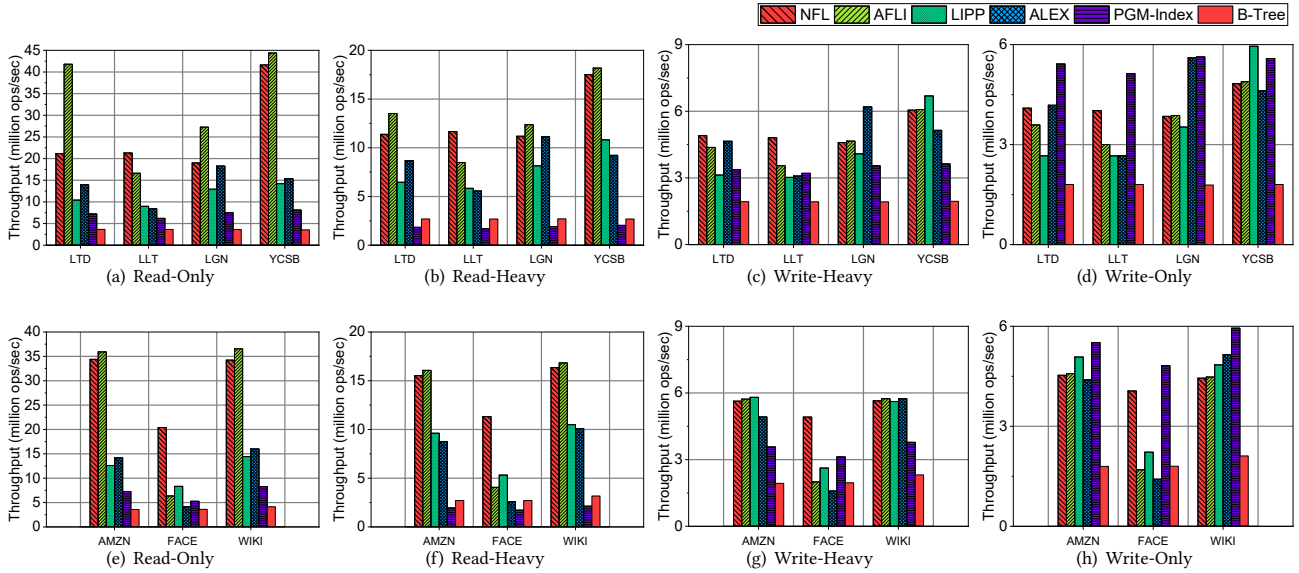 NFL AFLI LIPP ALEX PGM-Index B-Tree
Throughput (million ops/sec)
45
40
35
30
25
20
15
10
5
0
LTD LLT LGN YCSB
(a) Read-Only
Throughput (million ops/sec)
20
15
10
5
0
LTD LLT LGN YCSB
(b) Read-Heavy
Throughput (million ops/sec)
9
6
3
0
LTD LLT LGN YCSB
(c) Write-Heavy
Throughput (million ops/sec)
6
3
0
LTD LLT LGN YCSB
(d) Write-Only
Throughput (million ops/sec)
40
35
30
25
20
15
10
5
0
AMZN FACE WIKI
(e) Read-Only
Throughput (million ops/sec)
20
15
10
5
0
AMZN FACE WIKI
(f) Read-Heavy
Throughput (million ops/sec)
9
6
3
0
AMZN FACE WIKI
(g) Write-Heavy
Throughput (million ops/sec)
6
3
0
AMZN FACE WIKI
(h) Write-Only